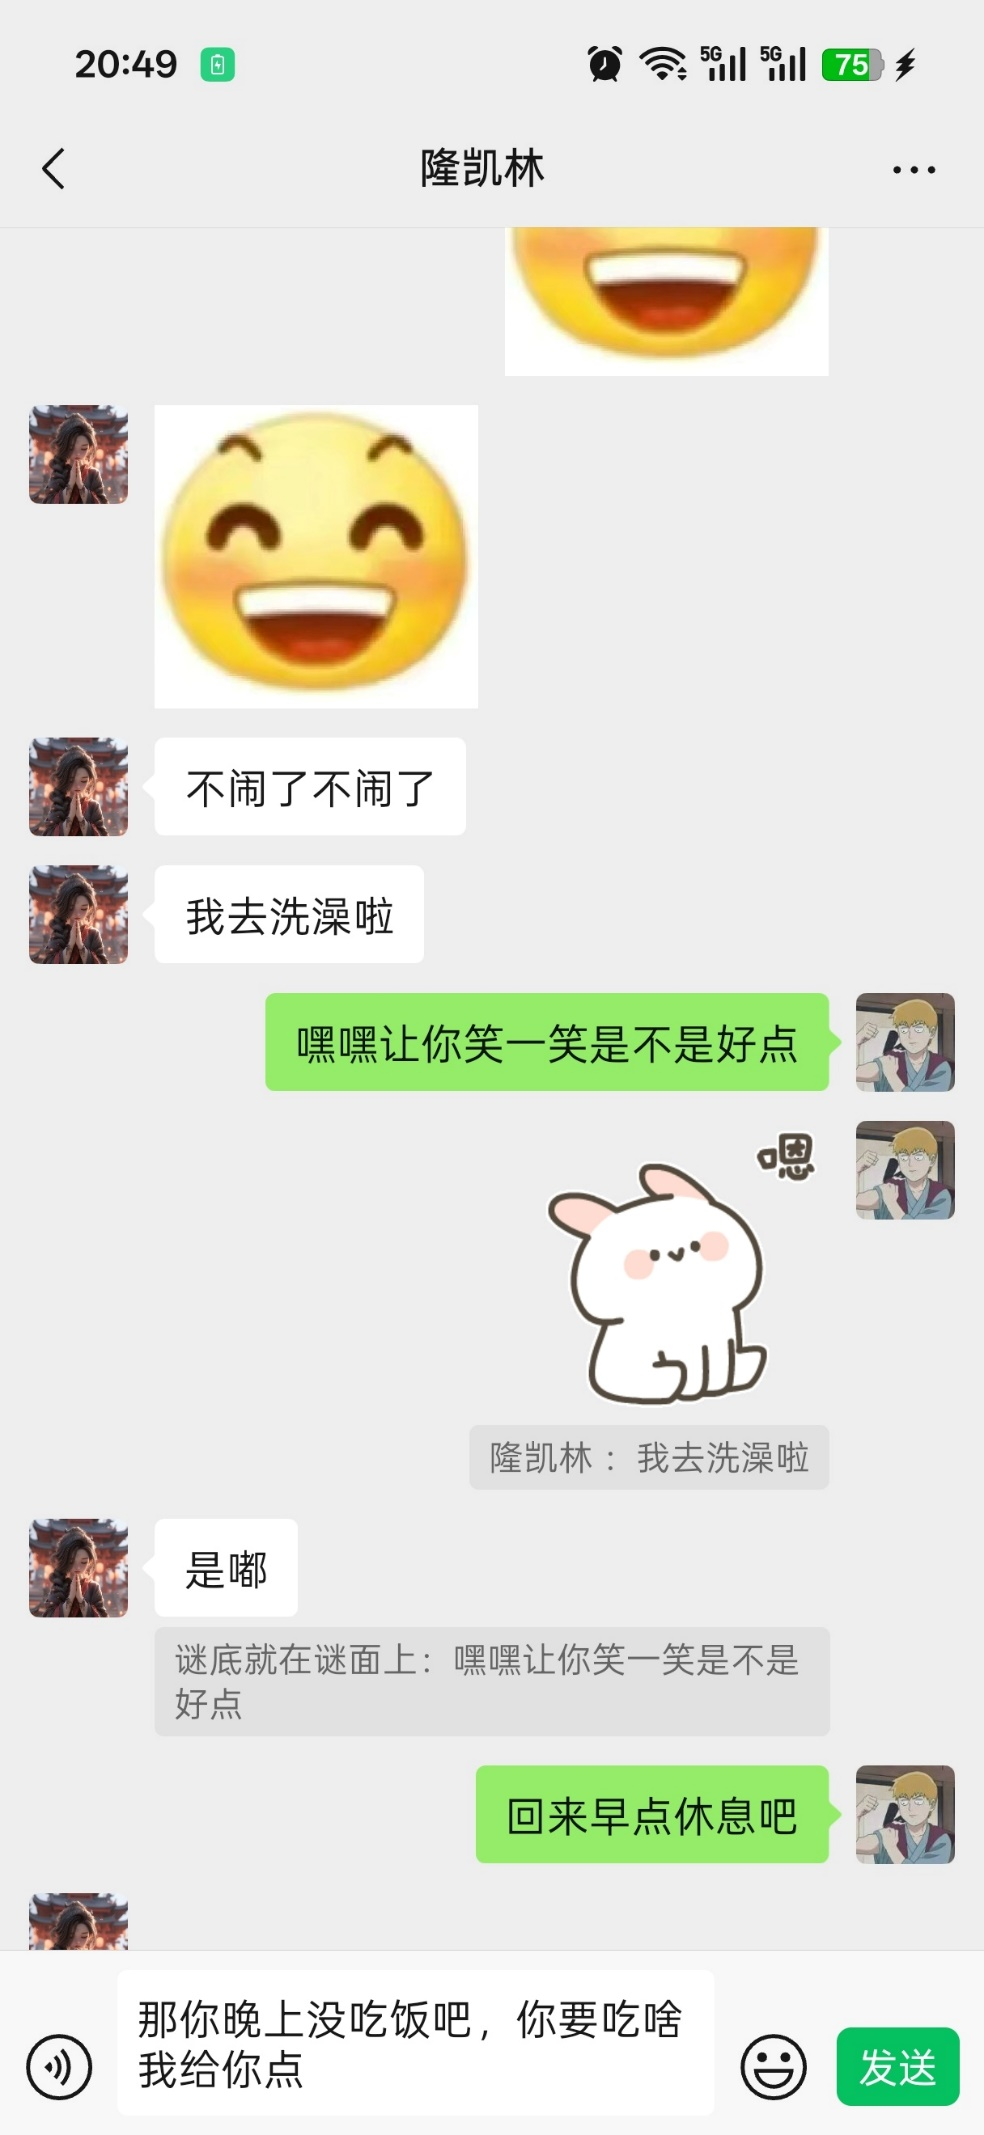 20:49
5G
5G
75
隆凯林
不闹了不闹了
我去洗澡啦
嘿嘿让你笑一笑是不是好点
嗯
隆凯林：我去洗澡啦
是嘟
谜底就在谜面上：嘿嘿让你笑一笑是不是
好点
回来早点休息吧
那你晚上没吃饭吧，你要吃啥
我给你点
发送